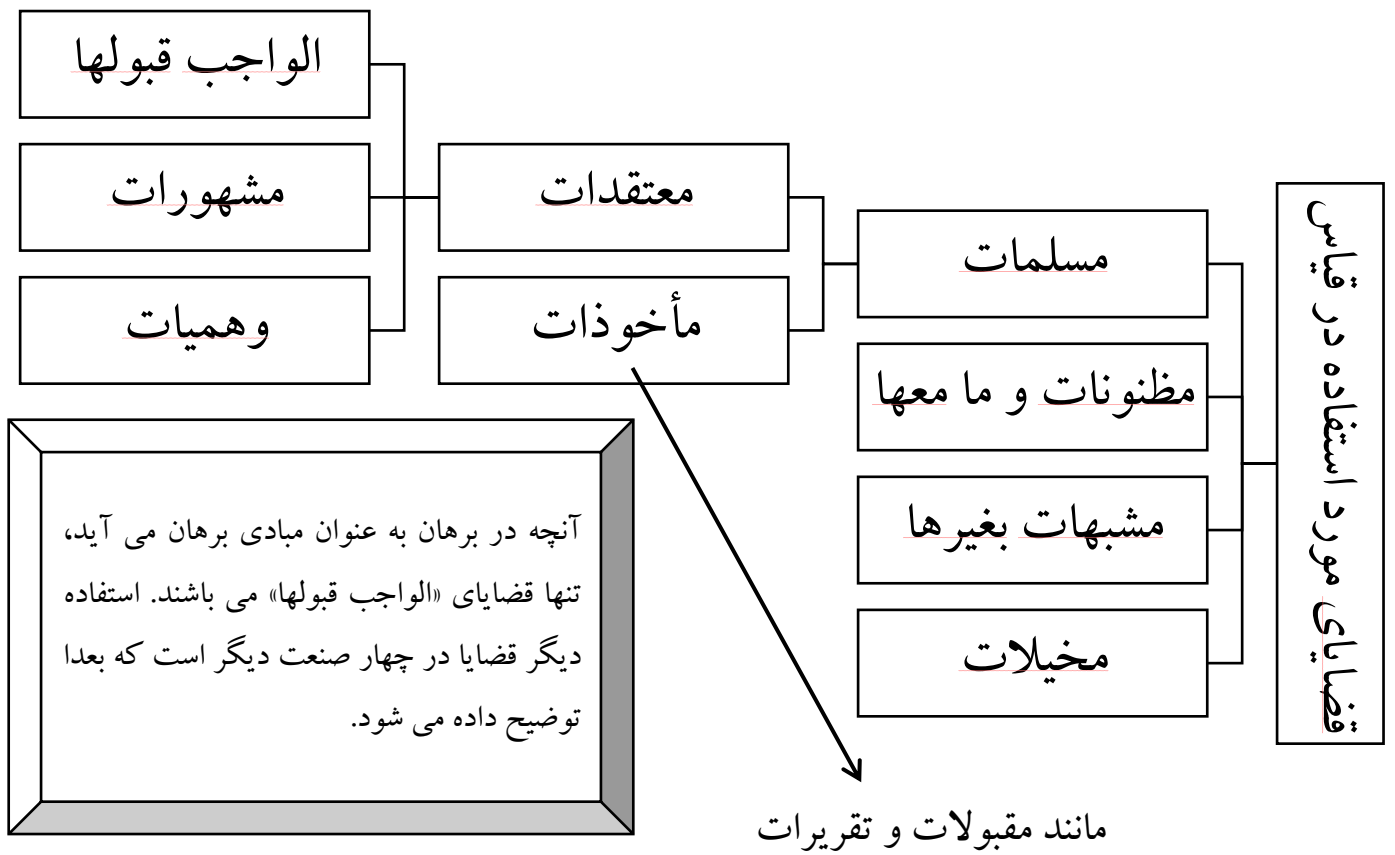 قضایای مورد استفاده در قیاس
مسلمات
مظنونات و ما معها
مشبهات بغیرها
مخیلات
معتقدات
مأخوذات
الواجب قبولها
مشهورات
وهمیات
آنچه در برهان به عنوان مبادی برهان می آید،
تنها قضایای «الواجب قبولها» می باشند. استفاده
دیگر قضایا در چهار صنعت دیگر است که بعدا
توضیح داده می شود.
مانند مقبولات و تقریرات